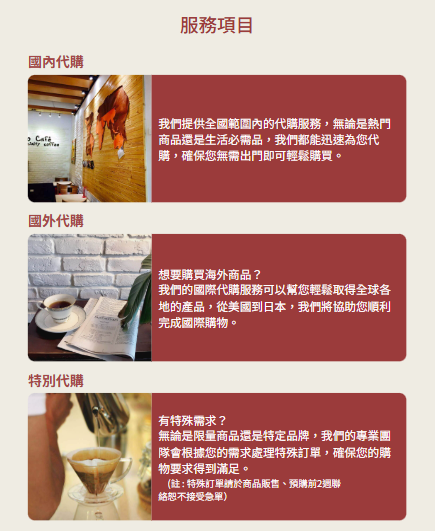 服務項目
國內代購
o Cafe
ialty coffee
我們提供全國範圍內的代購服務，無論是熱門
商品還是生活必需品，我們都能迅速為您代
購，確保您無需出門即可輕鬆購買。
國外代購
想要購買海外商品？
我們的國際代購服務可以幫您輕鬆取得全球各
地的產品，從美國到日本，我們將協助您順利
完成國際購物。
特別代購
有特殊需求？
無論是限量商品還是特定品牌，我們的專業團
隊會根據您的需求處理特殊訂單，確保您的購
物要求得到滿足。
（註：特殊訂單請於商品販售、預購前2週聯
絡恕不接受急單）